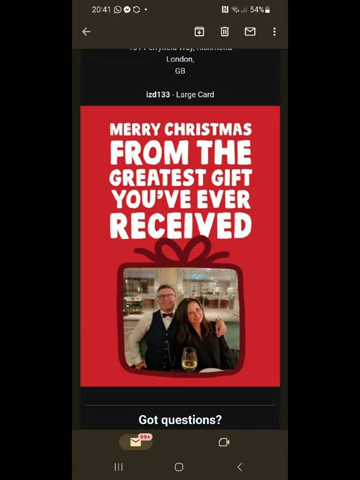 20:41
54%
London,
GB
izd133 - Large Card
MERRY CHRISTMAS
FROM THE
GREATEST GIFT
YOU'VE EVER
RECEIVED
Got questions?
99+